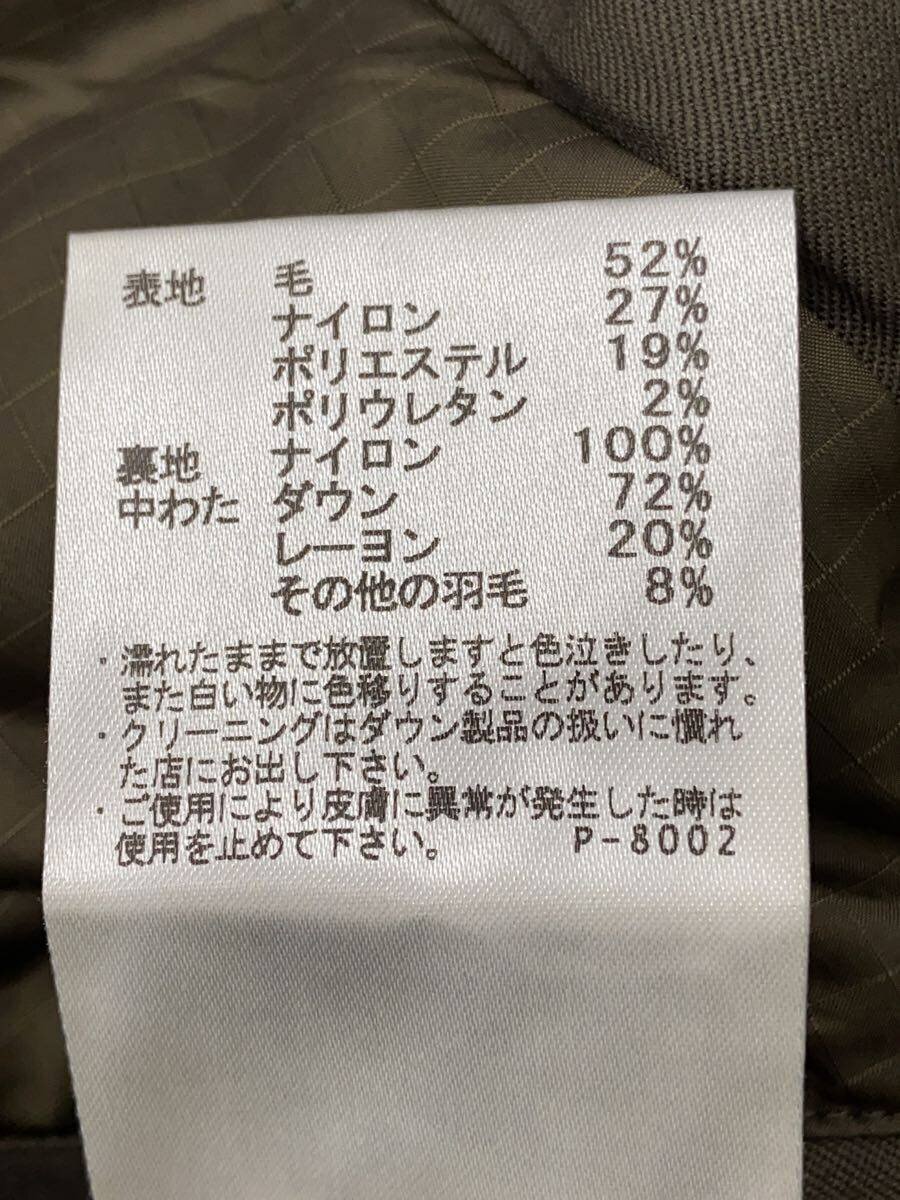 表地 毛 52%
ナイロン 27%
ポリエステル 19%
ポリウレタン 2%
裏地 ナイロン 100%
中わた ダウン 72%
レーヨン 20%
その他の羽毛 8%
・濡れたままで放置しますと色泣きしたり、
また白い物に色移りすることがあります。
・クリーニングはダウン製品の扱いに慣れ
た店にお出し下さい。
・ご使用により皮膚に異常が発生した時は
使用を止めて下さい。 P-8002